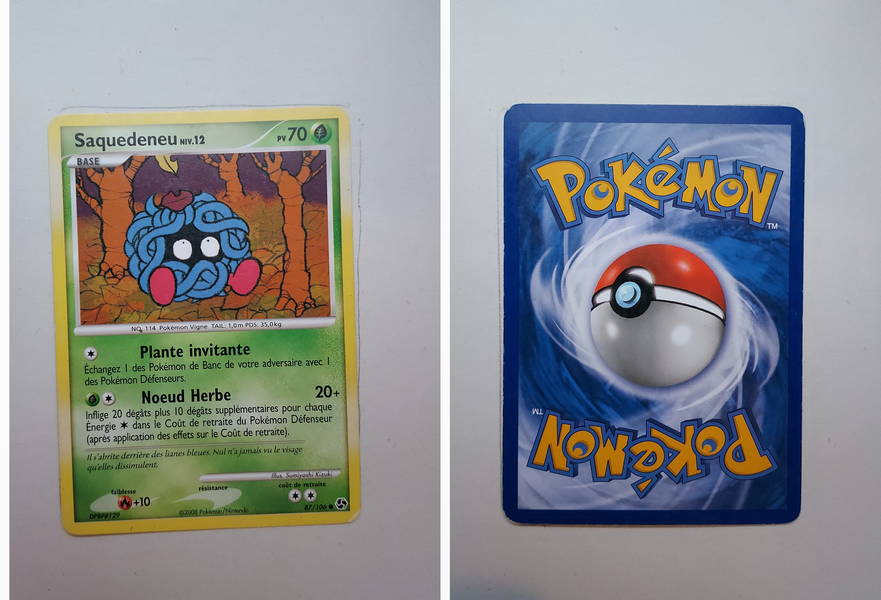 Saquedeneu NIV.12
PV 70
BASE
NO. 114 Pokémon Vigne TAIL: 1,0m PDS: 35,0kg
Plante invitante
Échangez 1 des Pokémon de Banc de votre adversaire avec 1
des Pokémon Défenseurs.
Noeud Herbe 20+
Inflige 20 dégâts plus 10 dégâts supplémentaires pour chaque
Énergie dans le Coût de retraite du Pokémon Défenseur
(après application des effets sur le Coût de retraite).
Il s'abrite derrière des lianes bleues. Nul n'a jamais vu le visage
qu'elles dissimulent.
Illus. Sumiyoshi Kizuki
faiblesse
résistance
coût de retraite
+10
DPBP#129
©2008 Pokémon/Nintendo
87/106
POKéMON
TM
TM
POKéMON